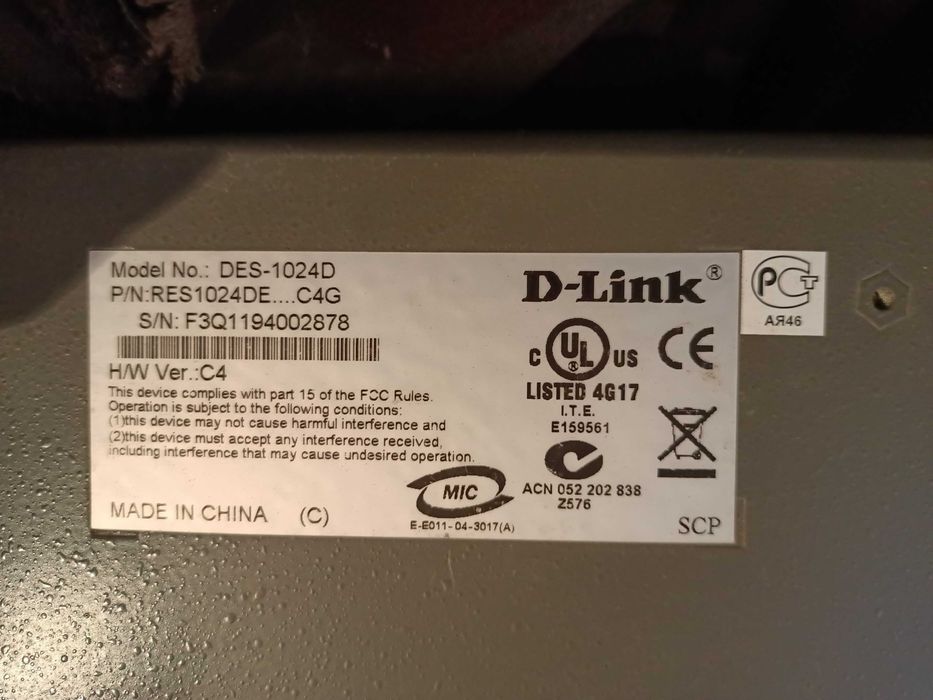 Model No.: DES-1024D
P/N:RES1024DE....C4G
S/N: F3Q1194002878
H/W Ver.:C4
This device complies with part 15 of the FCC Rules.
Operation is subject to the following conditions:
(1)this device may not cause harmful interference and
(2)this device must accept any interference received,
including interference that may cause undesired operation.
MADE IN CHINA (C)
MIC
E-E011-04-3017(A)
D-Link®
C UL® US CE
LISTED 4G17
I.T.E.
E159561
ACN 052 202 838
Z576
SCP
РСТ
АЯ46